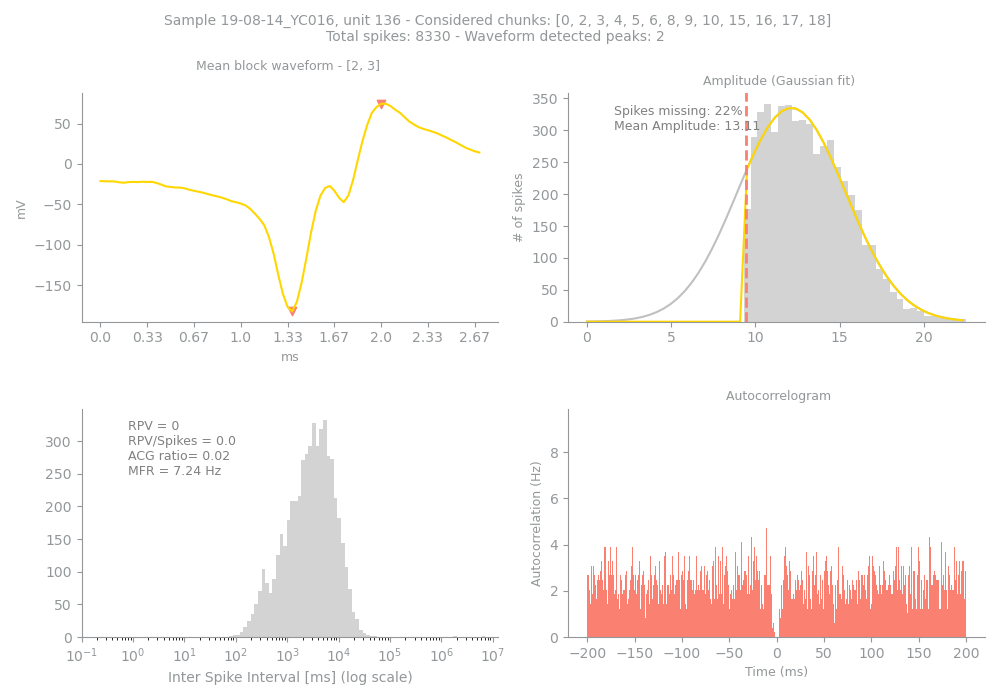 Sample 19-08-14_YC016, unit 136 - Considered chunks: [0, 2, 3, 4, 5, 6, 8, 9, 10, 15, 16, 17, 18]
Total spikes: 8330 - Waveform detected peaks: 2
Mean block waveform - [2, 3]
mV
50
0
−50
−100
−150
0.0 0.33 0.67 1.0 1.33 1.67 2.0 2.33 2.67
ms
Amplitude (Gaussian fit)
Spikes missing: 22%
Mean Amplitude: 13.11
# of spikes
350
300
250
200
150
100
50
0
0 5 10 15 20
RPV = 0
RPV/Spikes = 0.0
ACG ratio= 0.02
MFR = 7.24 Hz
300
250
200
150
100
50
0
10⁻¹ 10⁰ 10¹ 10² 10³ 10⁴ 10⁵ 10⁶ 10⁷
Inter Spike Interval [ms] (log scale)
Autocorrelogram
Autocorrelation (Hz)
8
6
4
2
0
−200 −150 −100 −50 0 50 100 150 200
Time (ms)